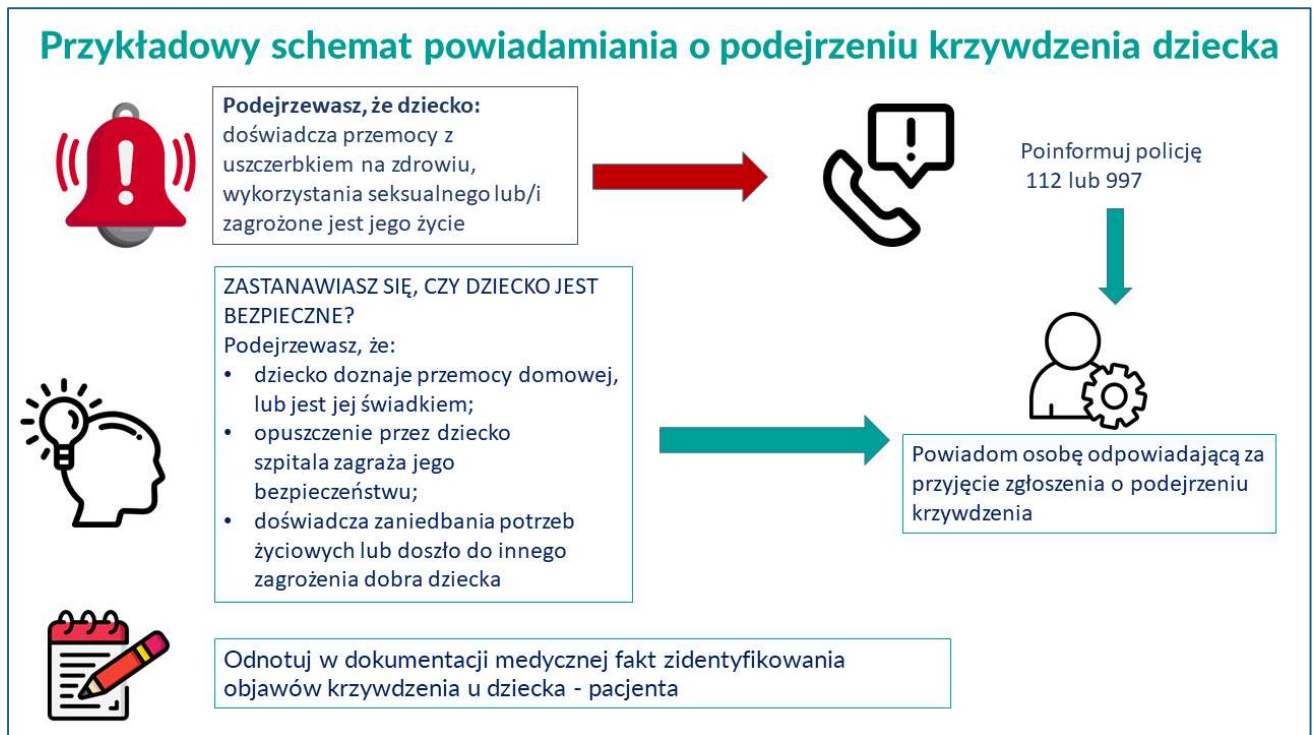 Przykładowy schemat powiadamiania o podejrzeniu krzywdzenia dziecka
Podejrzewasz, że dziecko:
doświadcza przemocy z
uszczerbkiem na zdrowiu,
wykorzystania seksualnego lub/i
zagrożone jest jego życie
Poinformuj policję
112 lub 997
ZASTANAWIASZ SIĘ, CZY DZIECKO JEST
BEZPIECZNE?
Podejrzewasz, że:
• dziecko doznaje przemocy domowej,
lub jest jej świadkiem;
• opuszczenie przez dziecko
szpitala zagraża jego
bezpieczeństwu;
• doświadcza zaniedbania potrzeb
życiowych lub doszło do innego
zagrożenia dobra dziecka
Powiadom osobę odpowiadającą za
przyjęcie zgłoszenia o podejrzeniu
krzywdzenia
Odnotuj w dokumentacji medycznej fakt zidentyfikowania
objawów krzywdzenia u dziecka - pacjenta